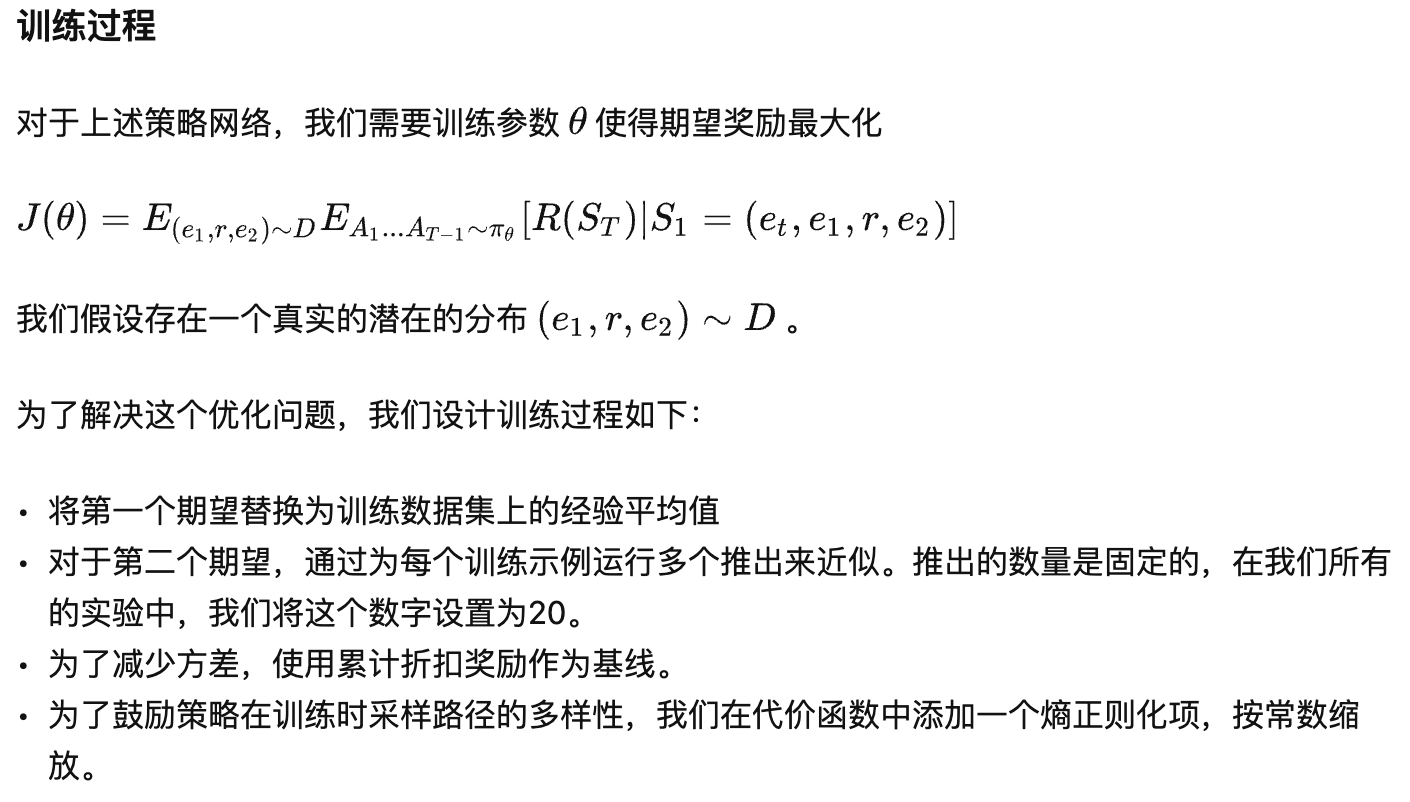 训练过程
对于上述策略网络，我们需要训练参数 θ 使得期望奖励最大化
J(θ) = E_{(e_1,r,e_2)∼D} E_{A_1...A_{T−1}∼π_θ} [R(S_T)|S_1 = (e_t, e_1, r, e_2)]
我们假设存在一个真实的潜在的分布 (e_1, r, e_2) ∼ D 。
为了解决这个优化问题，我们设计训练过程如下：
• 将第一个期望替换为训练数据集上的经验平均值
• 对于第二个期望，通过为每个训练示例运行多个推出来近似。推出的数量是固定的，在我们所有
的实验中，我们将这个数字设置为20。
• 为了减少方差，使用累计折扣奖励作为基线。
• 为了鼓励策略在训练时采样路径的多样性，我们在代价函数中添加一个熵正则化项，按常数缩
放。